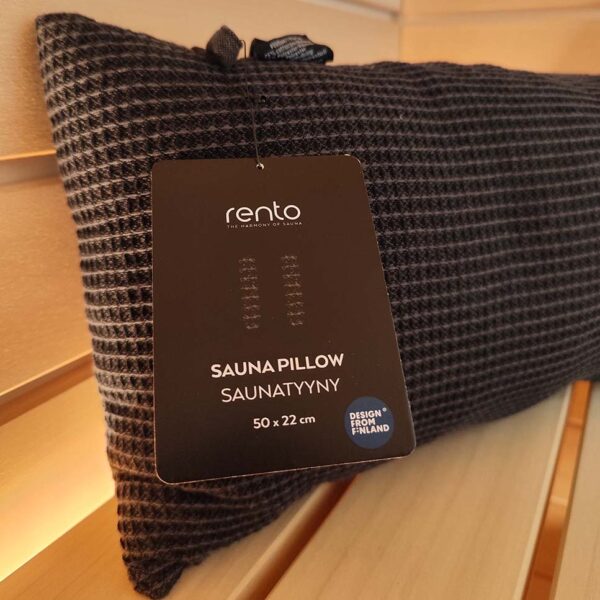 rento
THE HARMONY OF SAUNA
SAUNA PILLOW
SAUNATYYNY
50 x 22 cm
DESIGN
FROM
FINLAND